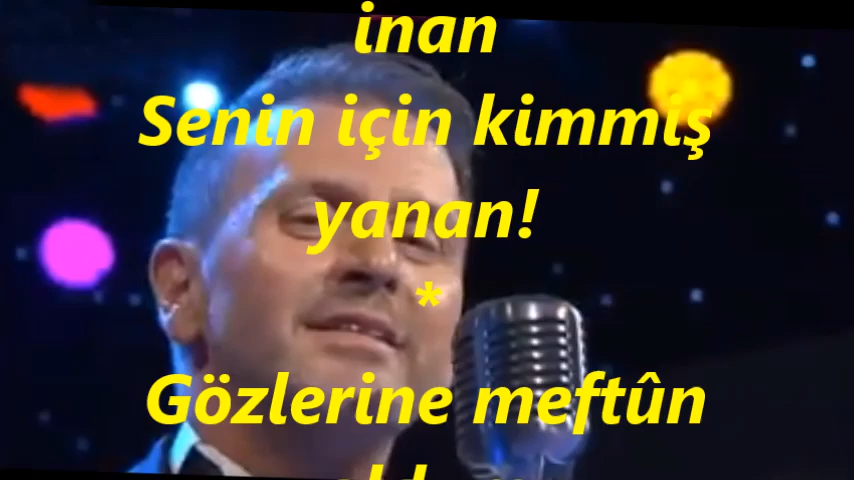 inan
Senin için kimmiş
yanan!
*
Gözlerine meftûn